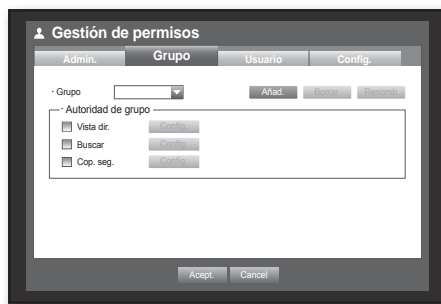 Gestión de permisos
Admin. Grupo Usuario Config.
· Grupo Añad. Borrar Renomb.
· Autoridad de grupo
Vista dir. Config.
Buscar Config.
Cop. seg. Config.
Acept. Cancel